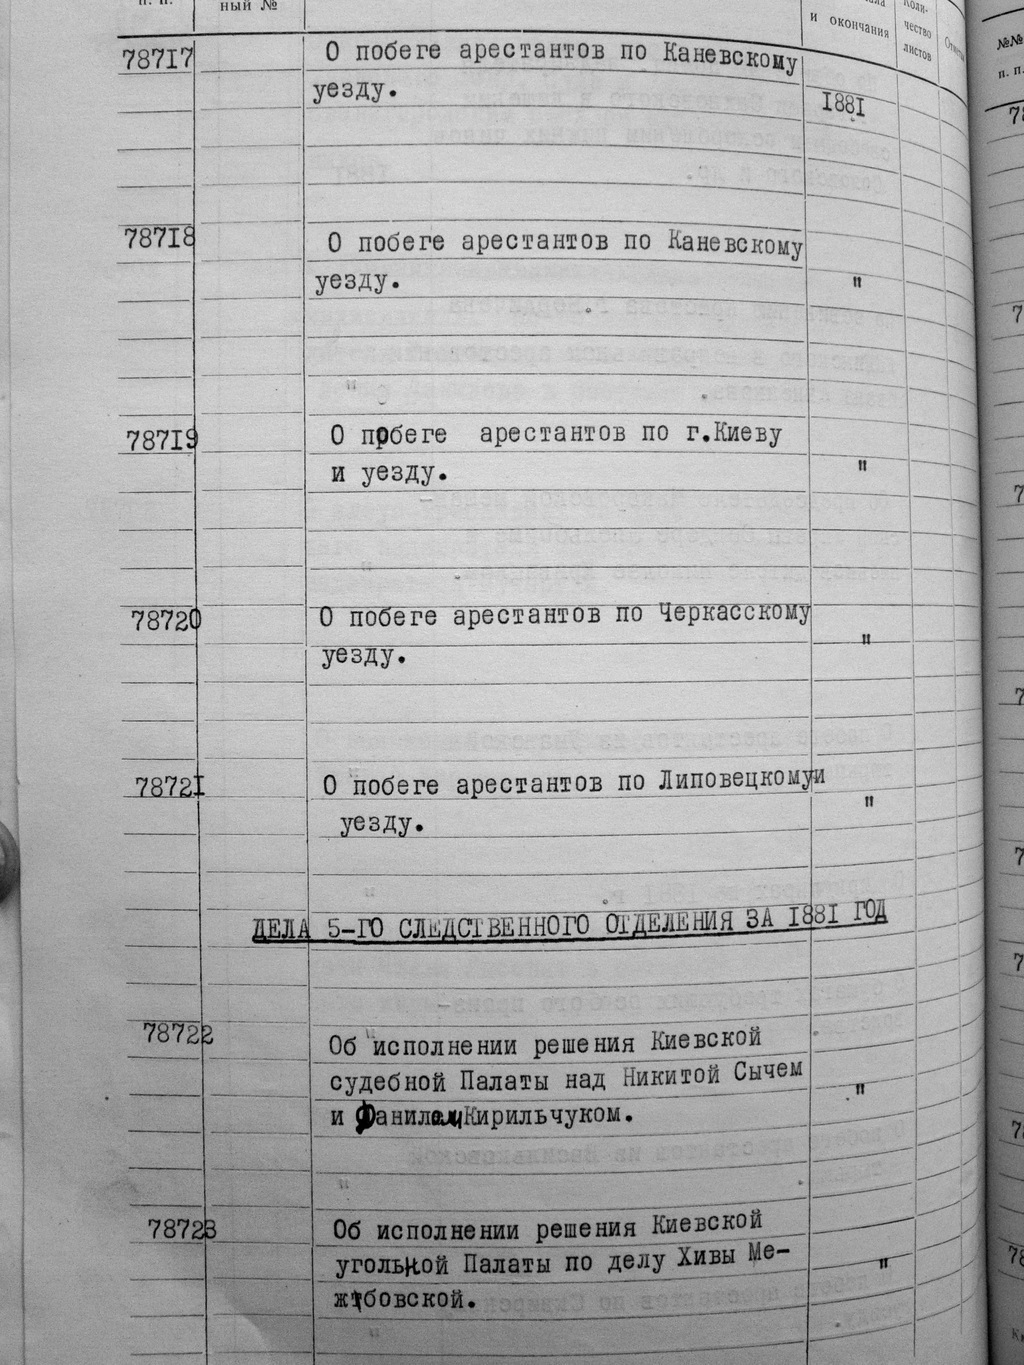 п. п.
ный №
и окончания
Коли-
чество
листов
78717 О побеге арестантов по Каневскому
уезду.
1881
78718 О побеге арестантов по Каневскому
уезду. "
78719 О побеге арестантов по г.Киеву
и уезду. "
78720 О побеге арестантов по Черкасскому
уезду. "
78721 О побеге арестантов по Липовецкому и
уезду. "
ДЕЛА 5-ГО СЛЕДСТВЕННОГО ОТДЕЛЕНИЯ ЗА 1881 ГОД
78722 Об исполнении решения Киевской
судебной Палаты над Никитой Сычем
и Кирильчуком. "
78723 Об исполнении решения Киевской
угольной Палаты по делу Хивы Ме-
жибовской. "
№№
п. п.